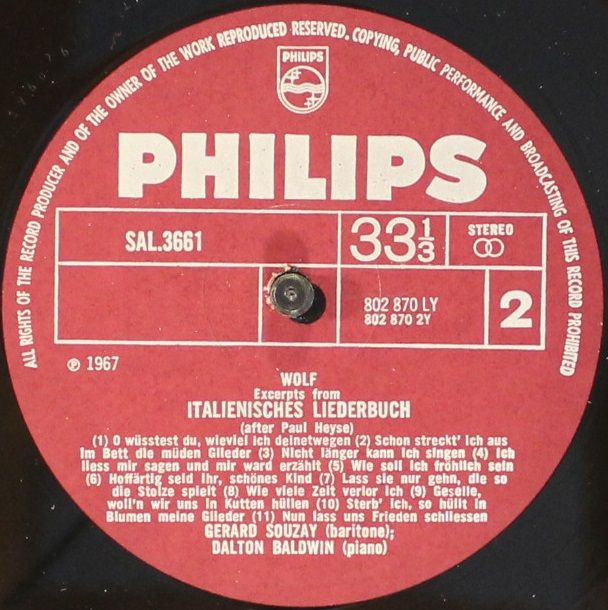 ALL RIGHTS OF THE RECORD PRODUCER AND OF THE OWNER OF THE WORK REPRODUCED RESERVED. COPYING, PUBLIC PERFORMANCE AND BROADCASTING OF THIS RECORD PROHIBITED
PHILIPS
PHILIPS
SAL.3661
33 1/3
STEREO
802 870 LY
802 870 2Y
2
℗ 1967
WOLF
Excerpts from
ITALIENISCHES LIEDERBUCH
(after Paul Heyse)
(1) O wüsstest du, wieviel ich deinetwegen (2) Schon streckt' ich aus
im Bett die müden Glieder (3) Nicht länger kann ich singen (4) Ich
liess mir sagen und mir ward erzählt (5) Wie soll ich fröhlich sein
(6) Hoffärtig seid Ihr, schönes Kind (7) Lass sie nur gehn, die so
die Stolze spielt (8) Wie viele Zeit verlor ich (9) Geselle,
woll'n wir uns in Kutten hüllen (10) Sterb' ich, so hüllt in
Blumen meine Glieder (11) Nun lass uns Frieden schliessen
GERARD SOUZAY (baritone);
DALTON BALDWIN (piano)